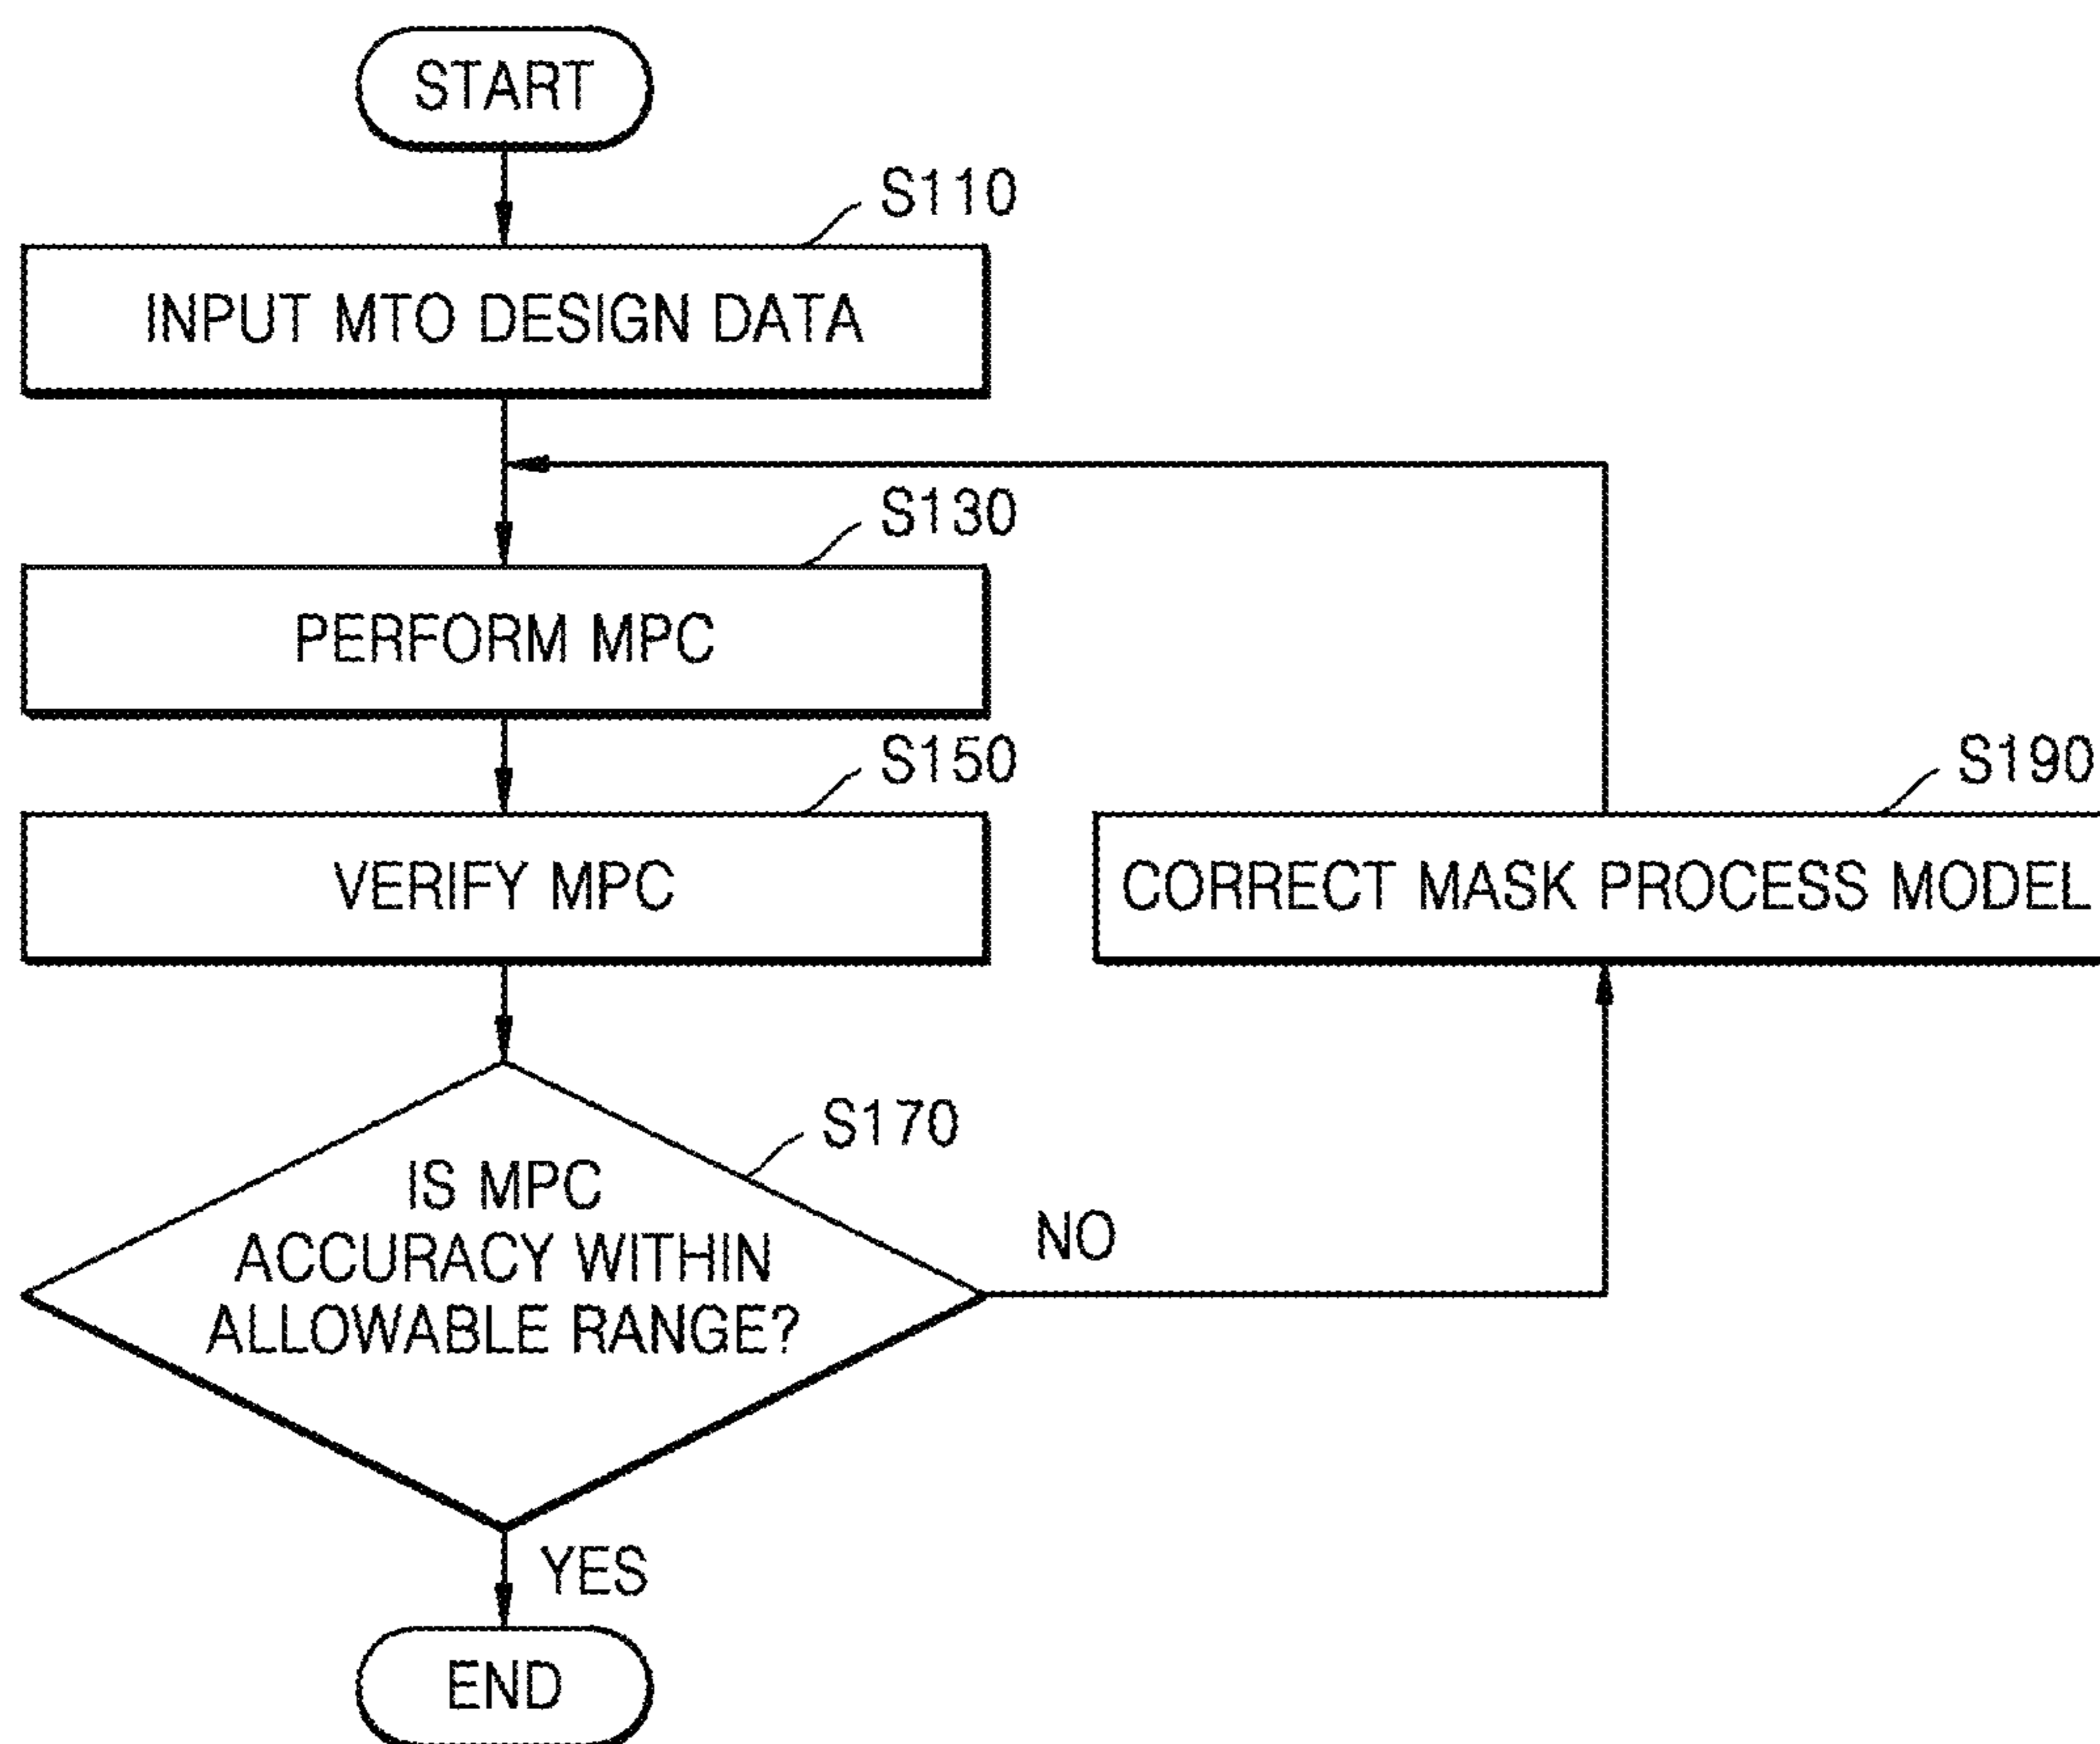 START
S110
INPUT MTO DESIGN DATA
S130
PERFORM MPC
S150
VERIFY MPC
S190
CORRECT MASK PROCESS MODEL
S170
IS MPC
ACCURACY WITHIN
ALLOWABLE RANGE?
NO
YES
END